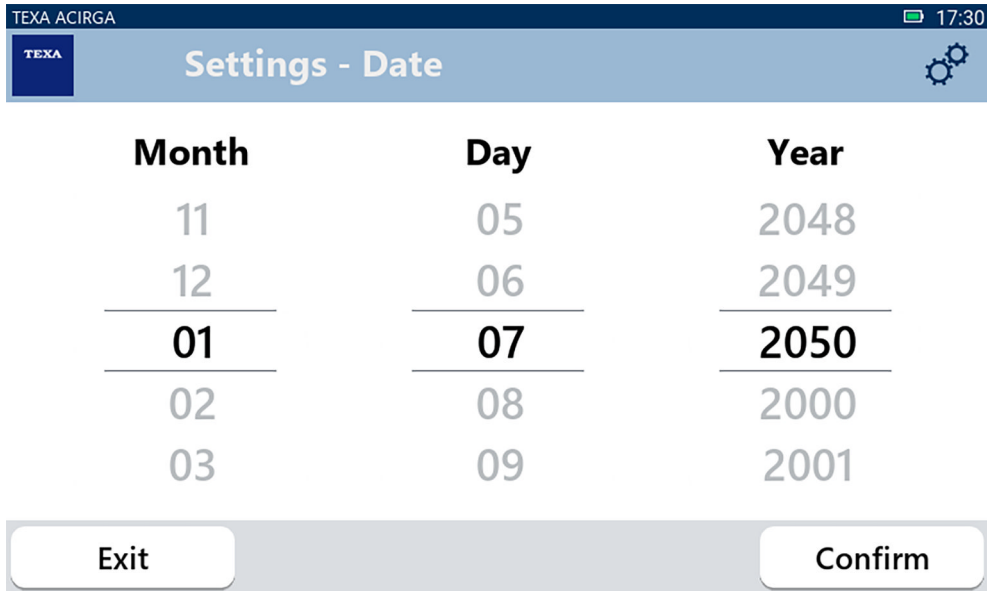 TEXA ACIRGA 17:30
TEXA Settings - Date
Month Day Year
11 05 2048
12 06 2049
01 07 2050
02 08 2000
03 09 2001
Exit Confirm